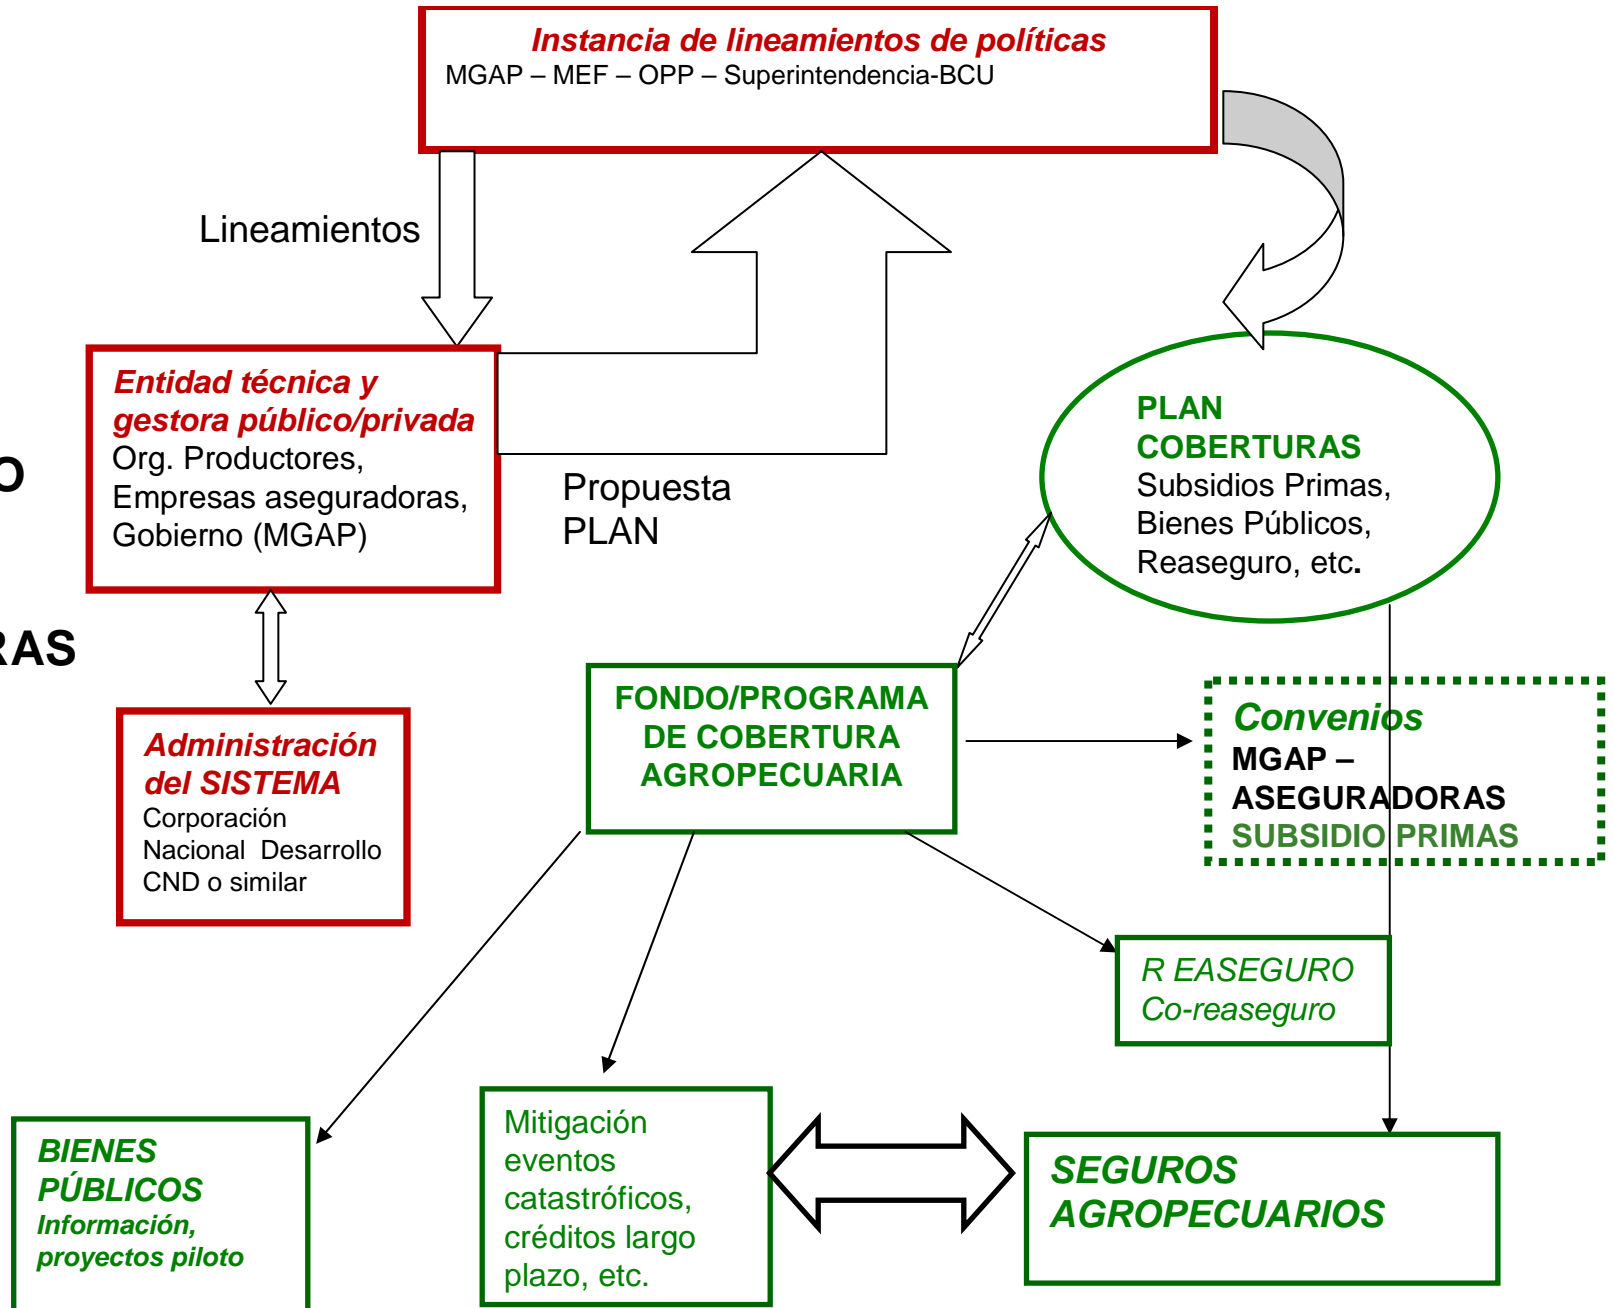 Instancia de lineamientos de políticas
MGAP – MEF – OPP – Superintendencia-BCU
Lineamientos
Entidad técnica y
gestora público/privada
Org. Productores,
Empresas aseguradoras,
Gobierno (MGAP)
O
RAS
Propuesta
PLAN
PLAN
COBERTURAS
Subsidios Primas,
Bienes Públicos,
Reaseguro, etc.
Administración
del SISTEMA
Corporación
Nacional Desarrollo
CND o similar
FONDO/PROGRAMA
DE COBERTURA
AGROPECUARIA
Convenios
MGAP –
ASEGURADORAS
SUBSIDIO PRIMAS
R EASEGURO
Co-reaseguro
BIENES
PÚBLICOS
Información,
proyectos piloto
Mitigación
eventos
catastróficos,
créditos largo
plazo, etc.
SEGUROS
AGROPECUARIOS